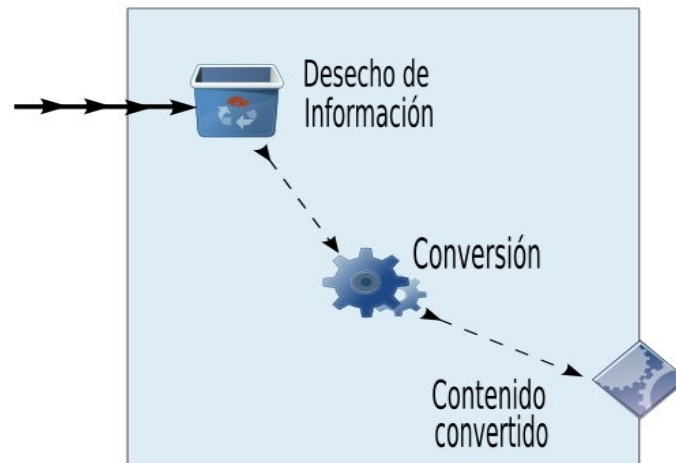 Desecho de
Información
Conversión
Contenido
convertido